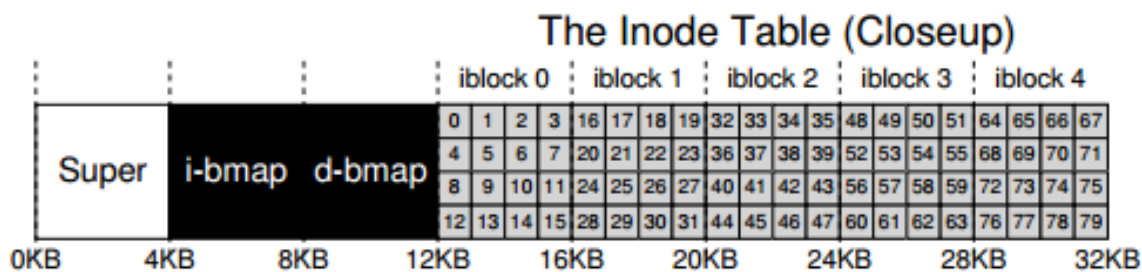 The Inode Table (Closeup)
iblock 0 iblock 1 iblock 2 iblock 3 iblock 4
0 1 2 3 16 17 18 19 32 33 34 35 48 49 50 51 64 65 66 67
4 5 6 7 20 21 22 23 36 37 38 39 52 53 54 55 68 69 70 71
Super i-bmap d-bmap
8 9 10 11 24 25 26 27 40 41 42 43 56 57 58 59 72 73 74 75
12 13 14 15 28 29 30 31 44 45 46 47 60 61 62 63 76 77 78 79
0KB 4KB 8KB 12KB 16KB 20KB 24KB 28KB 32KB